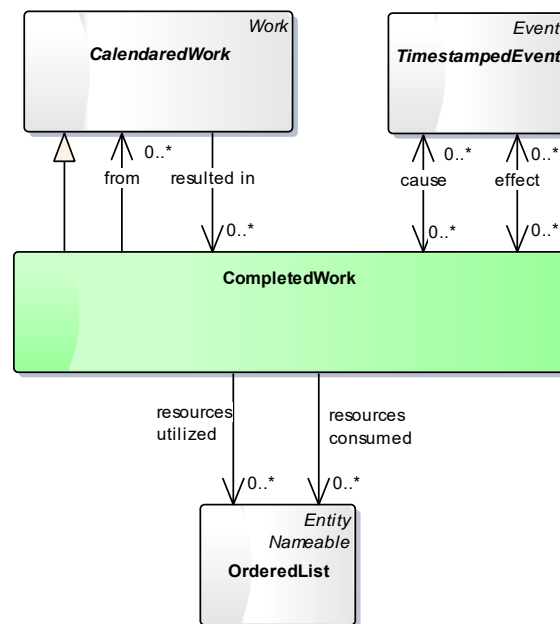 Work
CalendaredWork
Event
TimestampedEvent
0..*
0..*
0..*
from
resulted in
cause
effect
0..*
0..*
0..*
CompletedWork
resources
utilized
resources
consumed
0..*
0..*
Entity
Nameable
OrderedList